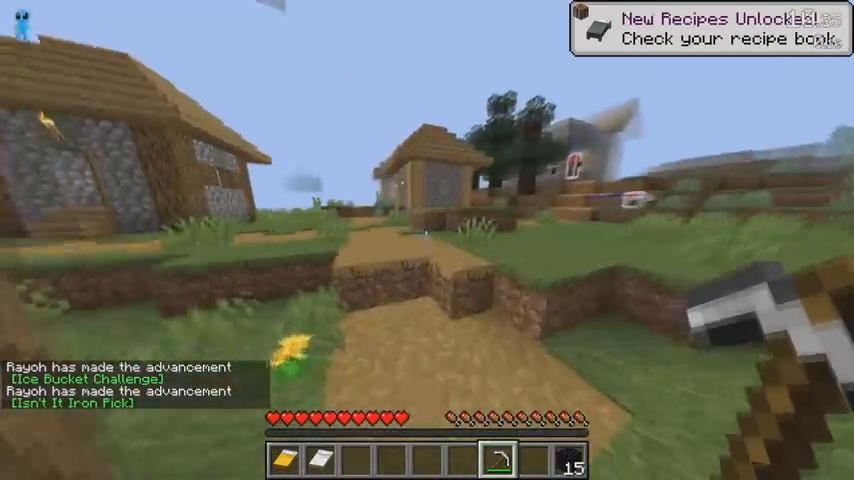 New Recipes Unlocked!
Check your recipe book.
Rayoh has made the advancement
[Ice Bucket Challenge]
Rayoh has made the advancement
[Isn't It Iron Pick]
15